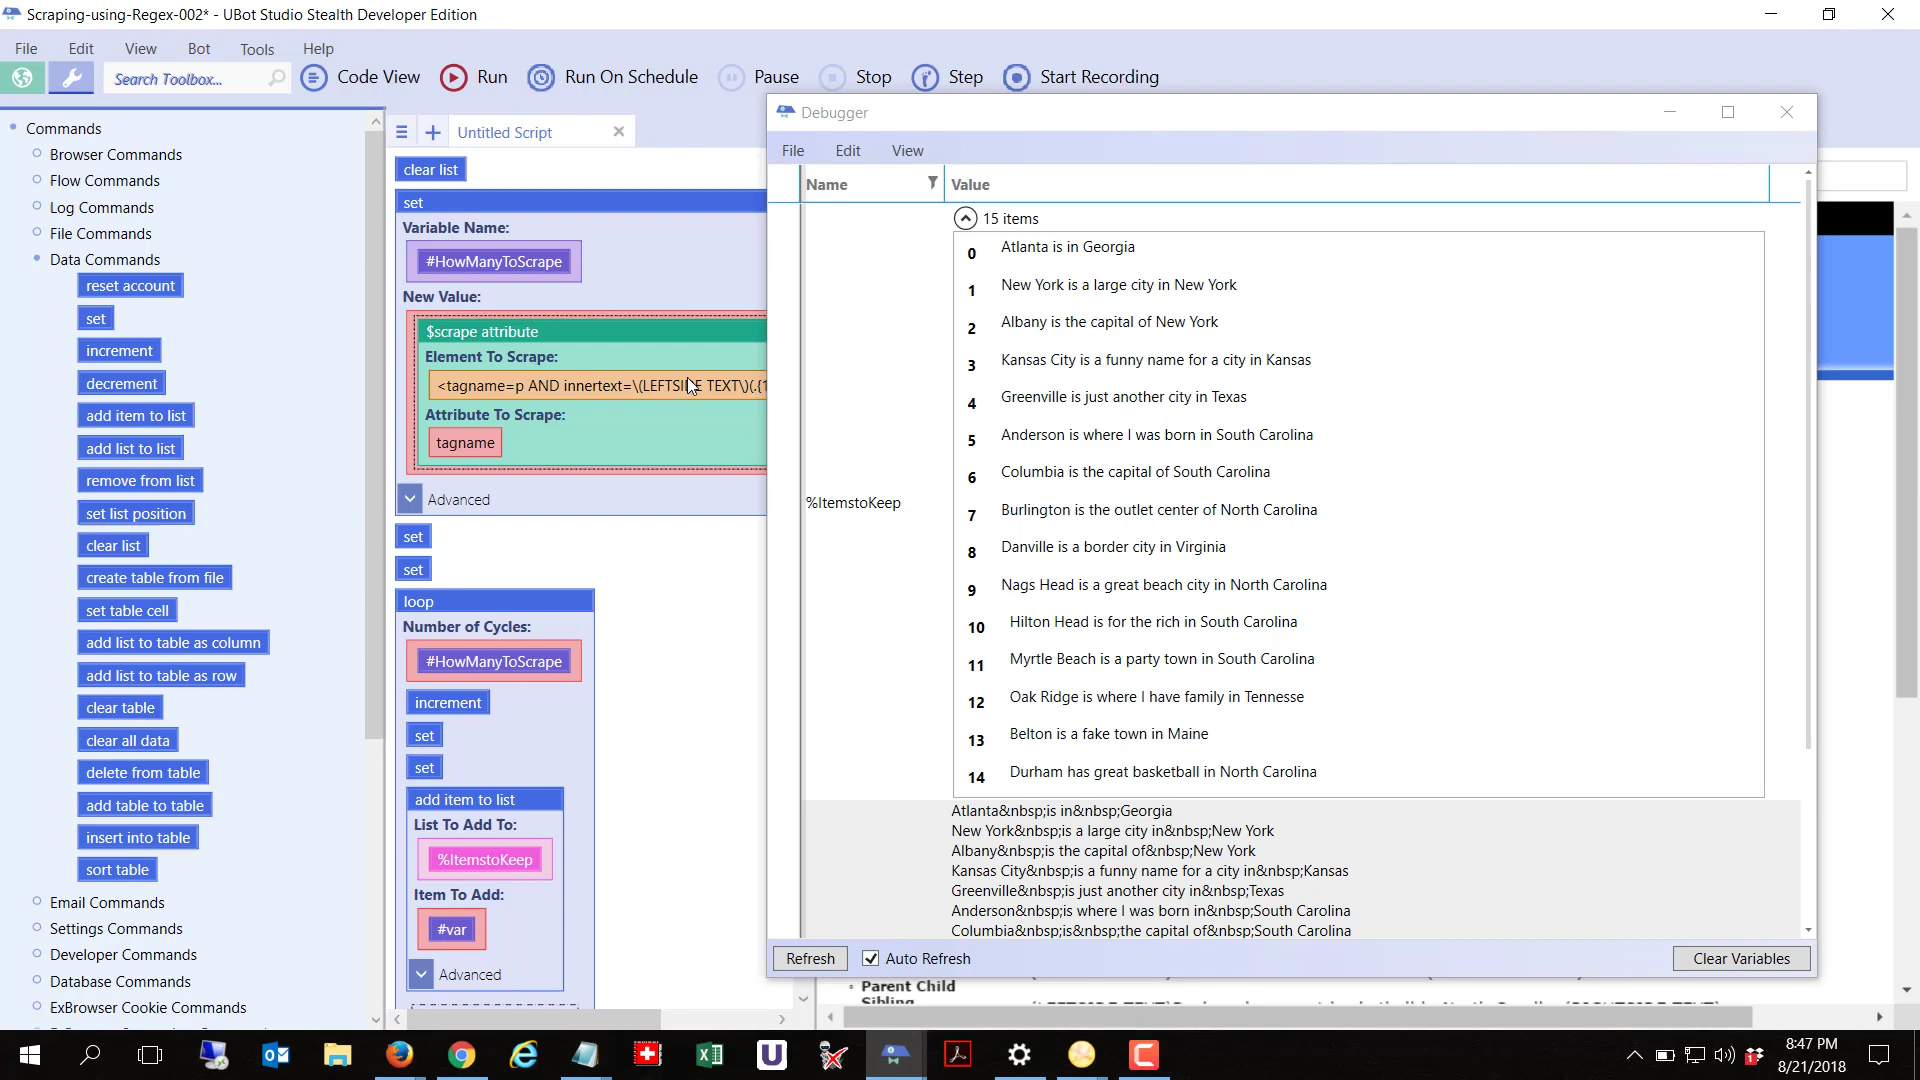 Scraping-using-Regex-002* - UBot Studio Stealth Developer Edition
File Edit View Bot Tools Help
Search Toolbox... Code View Run Run On Schedule Pause Stop Step Start Recording
Commands
Browser Commands
Flow Commands
Log Commands
File Commands
Data Commands
reset account
set
increment
decrement
add item to list
add list to list
remove from list
set list position
clear list
create table from file
set table cell
add list to table as column
add list to table as row
clear table
clear all data
delete from table
add table to table
insert into table
sort table
Email Commands
Settings Commands
Developer Commands
Database Commands
ExBrowser Cookie Commands
Untitled Script
clear list
set
Variable Name:
#HowManyToScrape
New Value:
$scrape attribute
Element To Scrape:
<tagname=p AND innertext=\(LEFTSIDE TEXT\)(.{1
Attribute To Scrape:
tagname
Advanced
set
set
loop
Number of Cycles:
#HowManyToScrape
increment
set
set
add item to list
List To Add To:
%ItemstoKeep
Item To Add:
#var
Advanced
Debugger
File Edit View
Name Value
%ItemstoKeep
15 items
0 Atlanta is in Georgia
1 New York is a large city in New York
2 Albany is the capital of New York
3 Kansas City is a funny name for a city in Kansas
4 Greenville is just another city in Texas
5 Anderson is where I was born in South Carolina
6 Columbia is the capital of South Carolina
7 Burlington is the outlet center of North Carolina
8 Danville is a border city in Virginia
9 Nags Head is a great beach city in North Carolina
10 Hilton Head is for the rich in South Carolina
11 Myrtle Beach is a party town in South Carolina
12 Oak Ridge is where I have family in Tennesse
13 Belton is a fake town in Maine
14 Durham has great basketball in North Carolina
Atlanta&nbsp;is in&nbsp;Georgia
New York&nbsp;is a large city in&nbsp;New York
Albany&nbsp;is the capital of&nbsp;New York
Kansas City&nbsp;is a funny name for a city in&nbsp;Kansas
Greenville&nbsp;is just another city in&nbsp;Texas
Anderson&nbsp;is where I was born in&nbsp;South Carolina
Columbia&nbsp;is&nbsp;the capital of&nbsp;South Carolina
Refresh Auto Refresh Clear Variables
Parent Child
Sibling
8:47 PM
8/21/2018